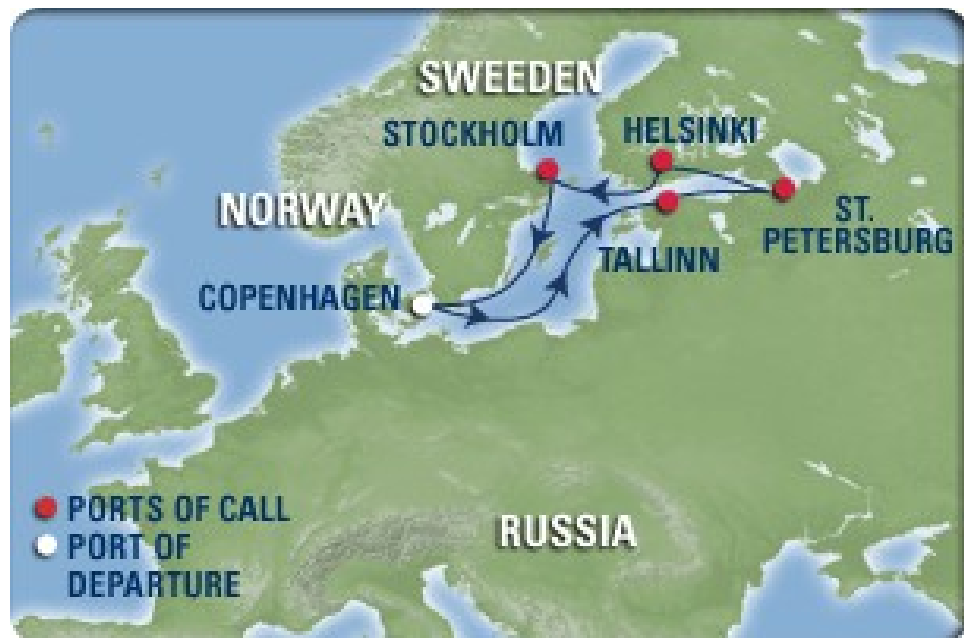 SWEEDEN
STOCKHOLM
HELSINKI
NORWAY
ST.
PETERSBURG
TALLINN
COPENHAGEN
PORTS OF CALL
RUSSIA
PORT OF
DEPARTURE